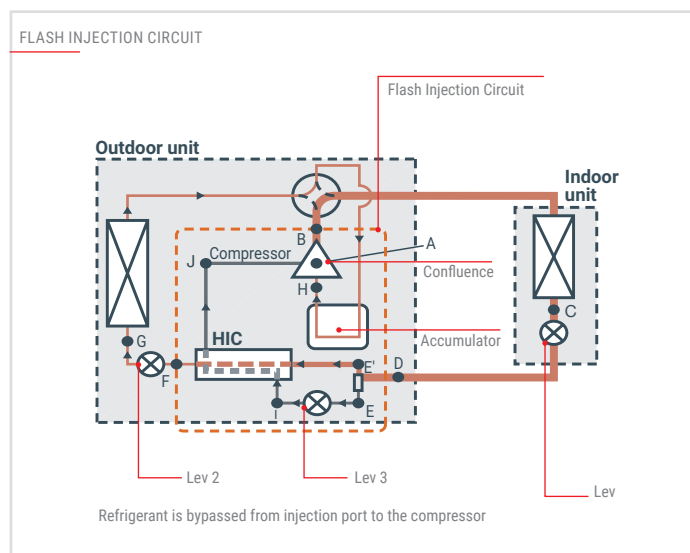 FLASH INJECTION CIRCUIT
Flash Injection Circuit
Outdoor unit
Indoor
unit
B
A
J
Compressor
Confluence
H
C
Accumulator
G
HIC
E'
D
F
E
i
Lev 2
Lev 3
Lev
Refrigerant is bypassed from injection port to the compressor